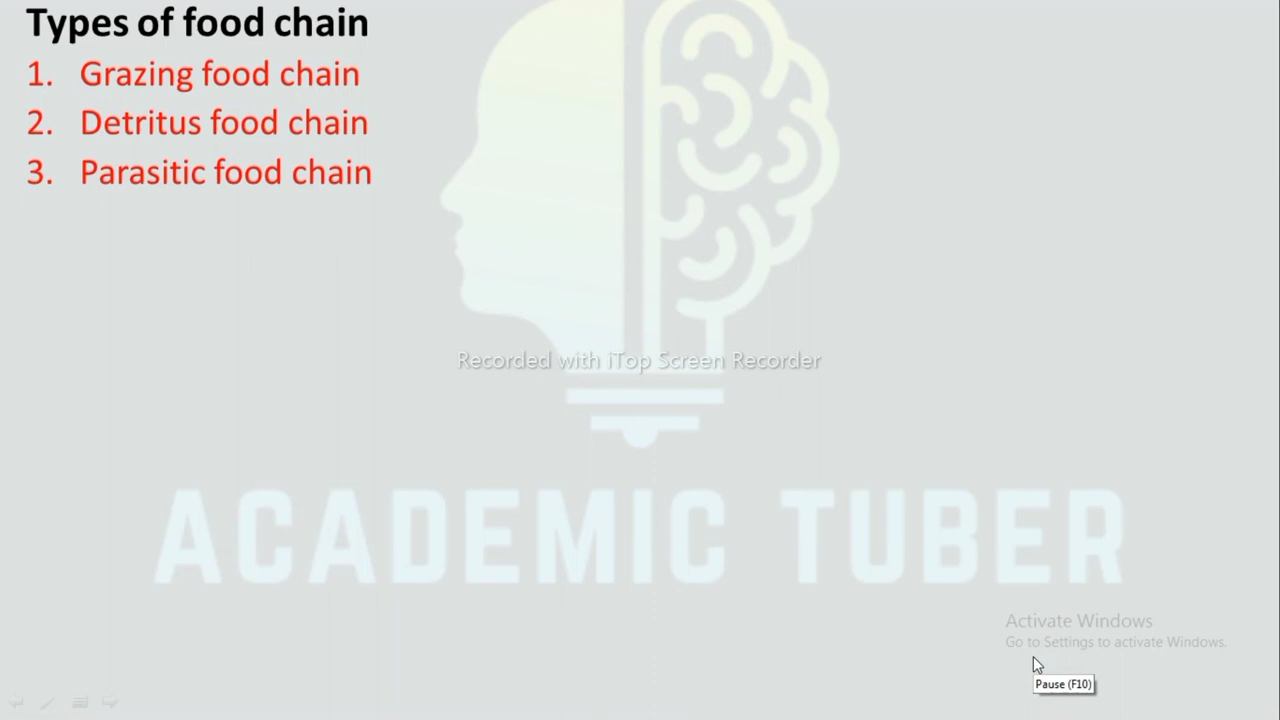 Types of food chain
1. Grazing food chain
2. Detritus food chain
3. Parasitic food chain
Recorded with iTop Screen Recorder
ACADEMIC TUBER
Activate Windows
Go to Settings to activate Windows.
Pause (F10)